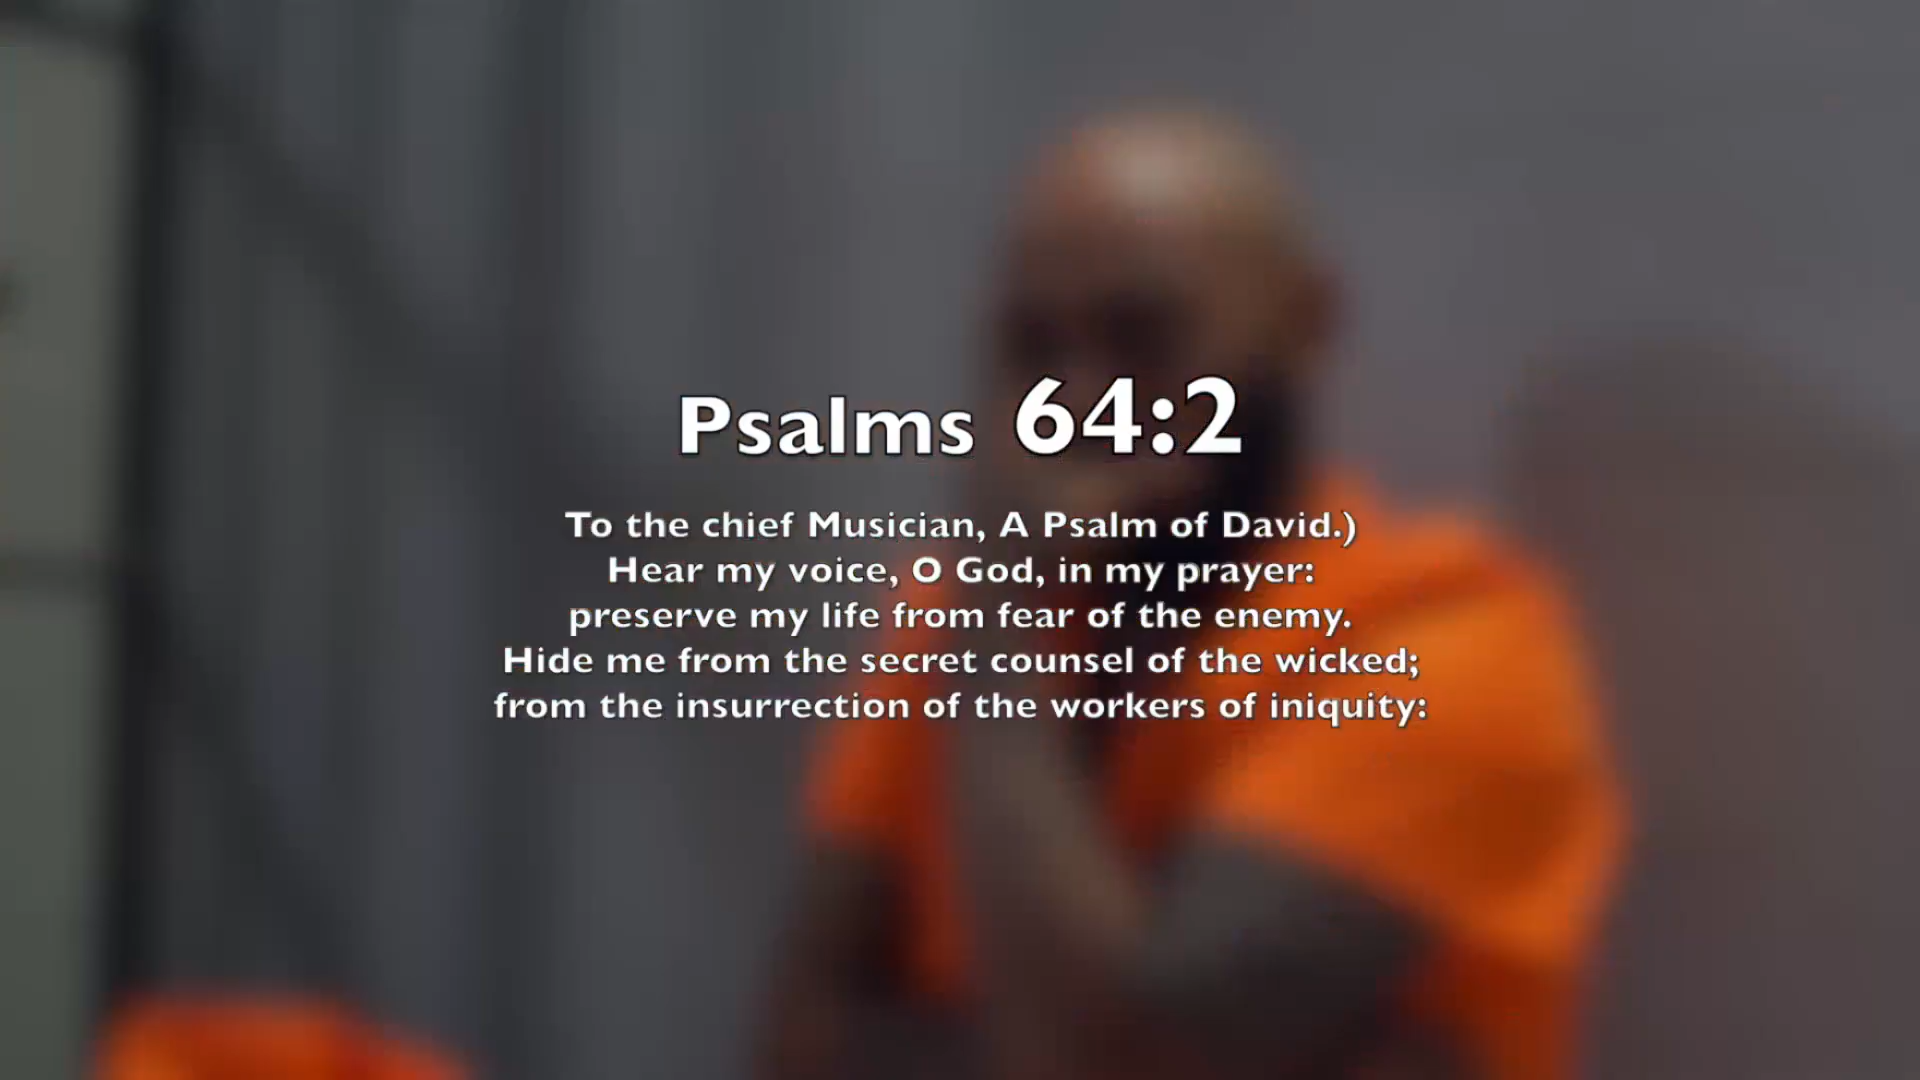 Psalms 64:2
To the chief Musician, A Psalm of David.)
Hear my voice, O God, in my prayer:
preserve my life from fear of the enemy.
Hide me from the secret counsel of the wicked;
from the insurrection of the workers of iniquity: